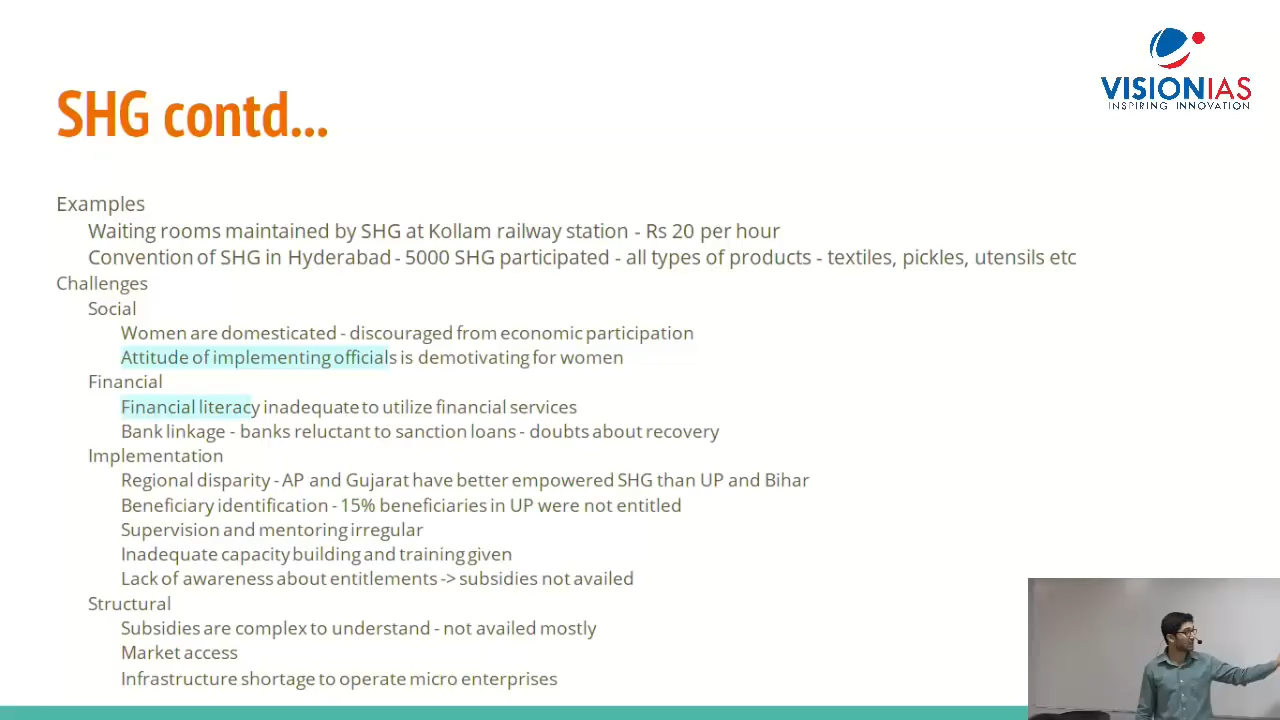 VISIONIAS
INSPIRING INNOVATION
SHG contd...
Examples
Waiting rooms maintained by SHG at Kollam railway station - Rs 20 per hour
Convention of SHG in Hyderabad - 5000 SHG participated - all types of products - textiles, pickles, utensils etc
Challenges
Social
Women are domesticated - discouraged from economic participation
Attitude of implementing officials is demotivating for women
Financial
Financial literacy inadequate to utilize financial services
Bank linkage - banks reluctant to sanction loans - doubts about recovery
Implementation
Regional disparity - AP and Gujarat have better empowered SHG than UP and Bihar
Beneficiary identification - 15% beneficiaries in UP were not entitled
Supervision and mentoring irregular
Inadequate capacity building and training given
Lack of awareness about entitlements -> subsidies not availed
Structural
Subsidies are complex to understand - not availed mostly
Market access
Infrastructure shortage to operate micro enterprises